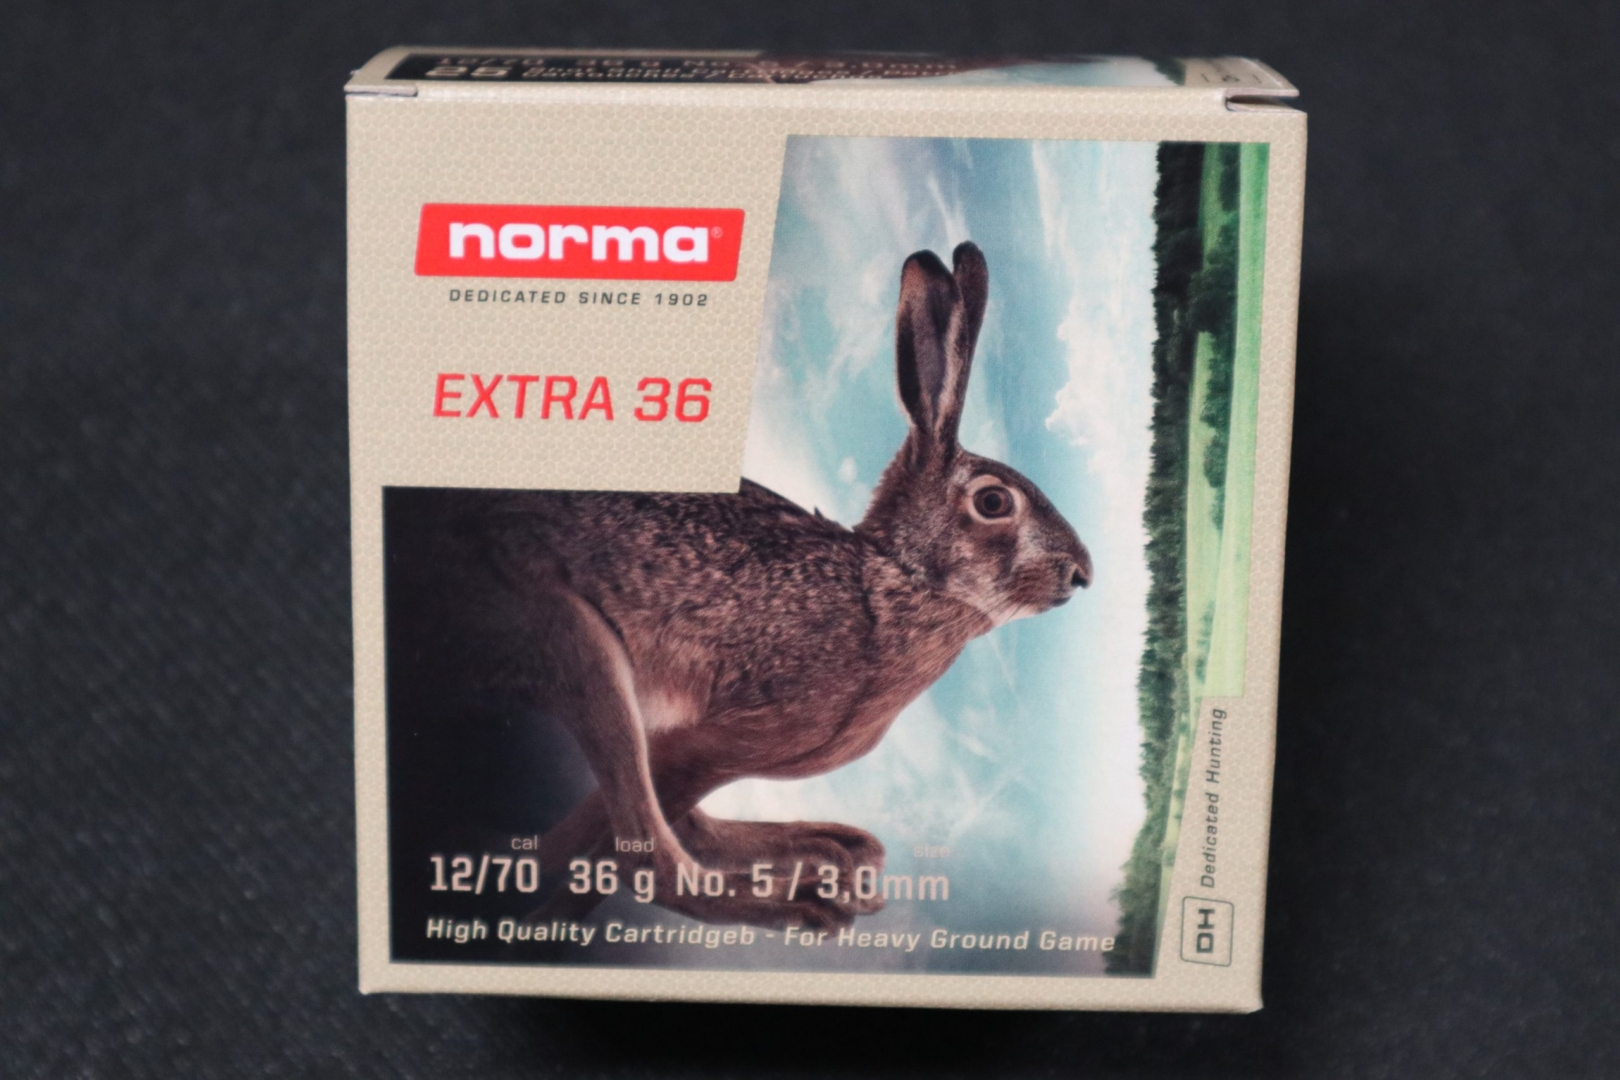 norma®
DEDICATED SINCE 1902
EXTRA 36
cal load size
12/70 36 g No. 5 / 3,0mm
High Quality Cartridgeb - For Heavy Ground Game
DH Dedicated Hunting
25